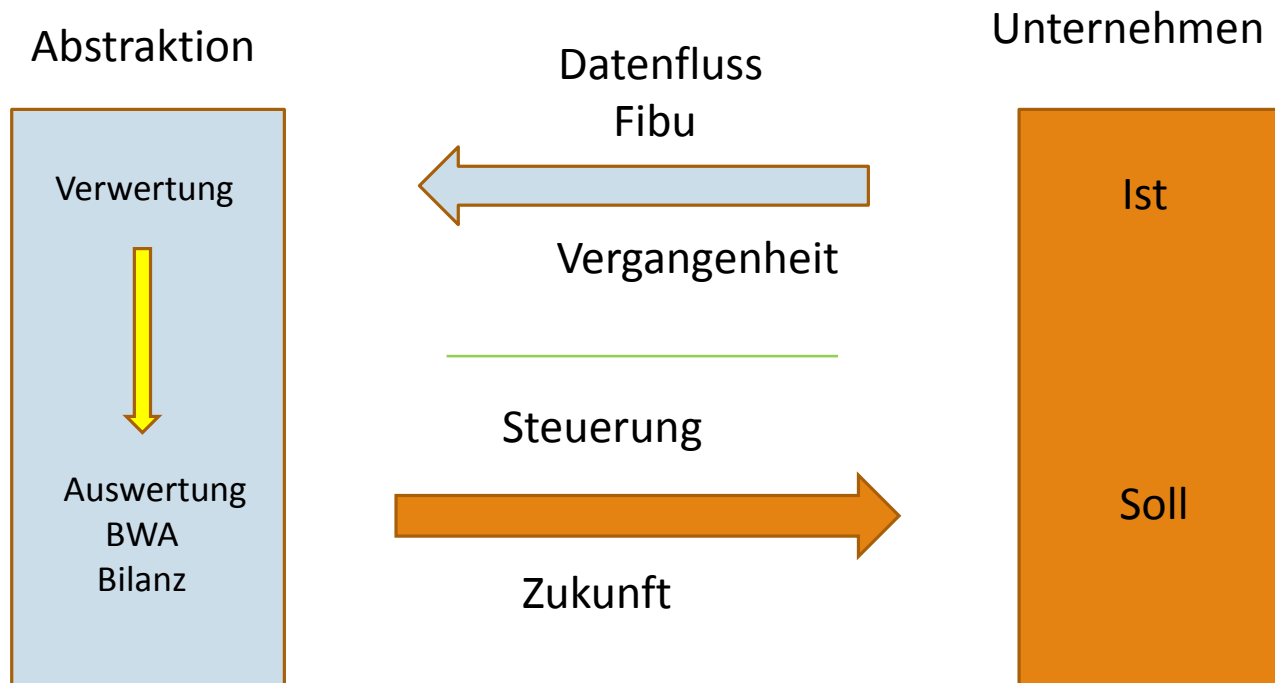 Abstraktion
Datenfluss
Fibu
Unternehmen
Verwertung
Vergangenheit
Ist
Steuerung
Auswertung
BWA
Bilanz
Zukunft
Soll